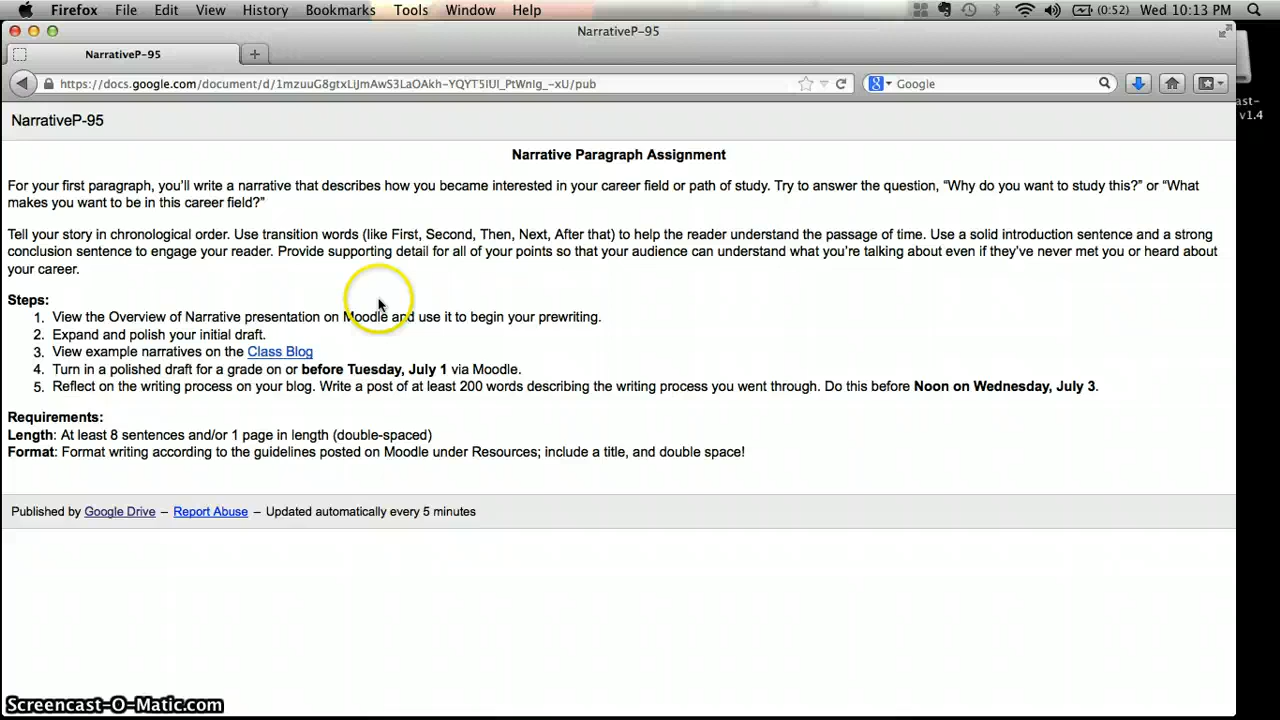 Firefox File Edit View History Bookmarks Tools Window Help (0:52) Wed 10:13 PM
NarrativeP-95
NarrativeP-95
https://docs.google.com/document/d/1mzuuG8gtxLiJmAwS3LaOAkh-YQYT5IUl_PtWnIg_-xU/pub Google
ast-
v1.4
NarrativeP-95
Narrative Paragraph Assignment
For your first paragraph, you’ll write a narrative that describes how you became interested in your career field or path of study. Try to answer the question, “Why do you want to study this?” or “What
makes you want to be in this career field?”
Tell your story in chronological order. Use transition words (like First, Second, Then, Next, After that) to help the reader understand the passage of time. Use a solid introduction sentence and a strong
conclusion sentence to engage your reader. Provide supporting detail for all of your points so that your audience can understand what you’re talking about even if they’ve never met you or heard about
your career.
Steps:
1. View the Overview of Narrative presentation on Moodle and use it to begin your prewriting.
2. Expand and polish your initial draft.
3. View example narratives on the Class Blog
4. Turn in a polished draft for a grade on or before Tuesday, July 1 via Moodle.
5. Reflect on the writing process on your blog. Write a post of at least 200 words describing the writing process you went through. Do this before Noon on Wednesday, July 3.
Requirements:
Length: At least 8 sentences and/or 1 page in length (double-spaced)
Format: Format writing according to the guidelines posted on Moodle under Resources; include a title, and double space!
Published by Google Drive – Report Abuse – Updated automatically every 5 minutes
Screencast-O-Matic.com